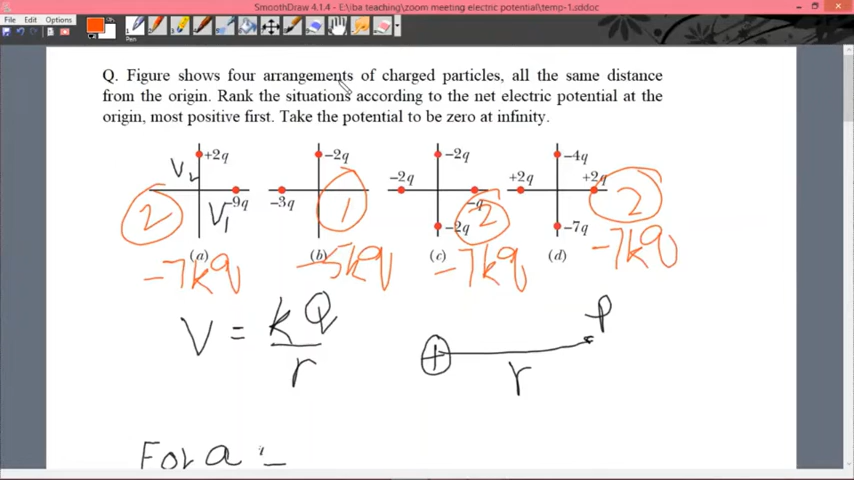 SmoothDraw 4.1.4 - E:\iba teaching\zoom meeting electric potential\temp-1.sddoc
File Edit Options
Pen
Q. Figure shows four arrangements of charged particles, all the same distance
from the origin. Rank the situations according to the net electric potential at the
origin, most positive first. Take the potential to be zero at infinity.
+2q -2q -2q -4q
V2 -2q +2q +2q
-9q -3q -q
V1 -2q -7q
2 1 2 2
(a) (b) (c) (d)
-7kq -5kq -7kq -7kq
V = kQ/r
+ r P
For a :-